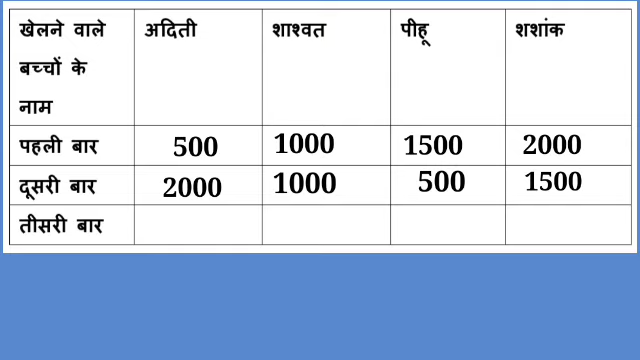 खेलने वाले बच्चों के नाम अदिती शाश्वत पीहू शशांक
पहली बार 500 1000 1500 2000
दूसरी बार 2000 1000 500 1500
तीसरी बार